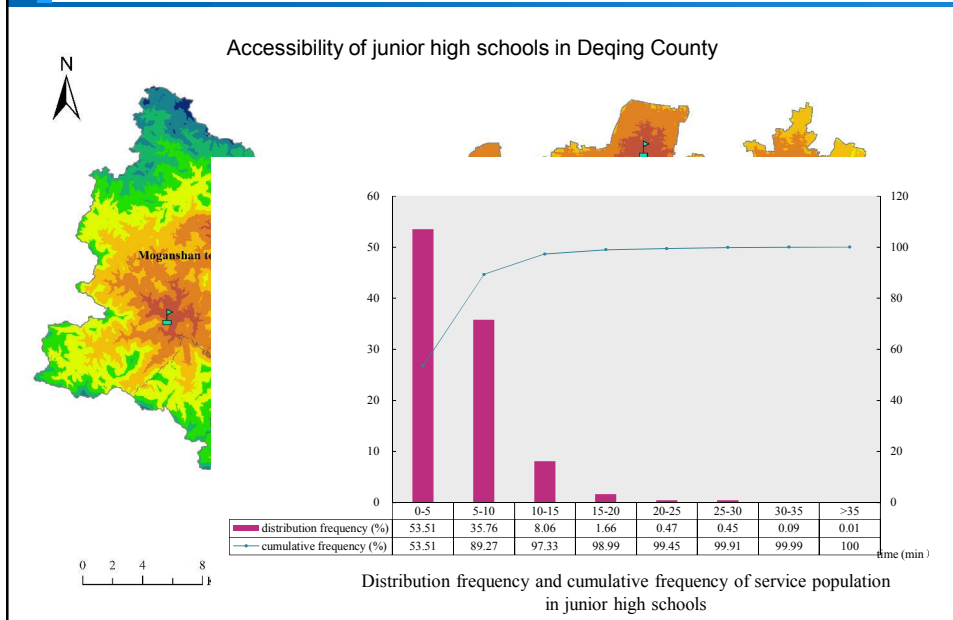 Accessibility of junior high schools in Deqing County
N
Moganshan to
60
50
40
30
20
10
0
120
100
80
60
40
20
0
0-5 5-10 10-15 15-20 20-25 25-30 30-35 >35
distribution frequency (%) 53.51 35.76 8.06 1.66 0.47 0.45 0.09 0.01
cumulative frequency (%) 53.51 89.27 97.33 98.99 99.45 99.91 99.99 100
time (min）
0 2 4 8
Distribution frequency and cumulative frequency of service population
in junior high schools